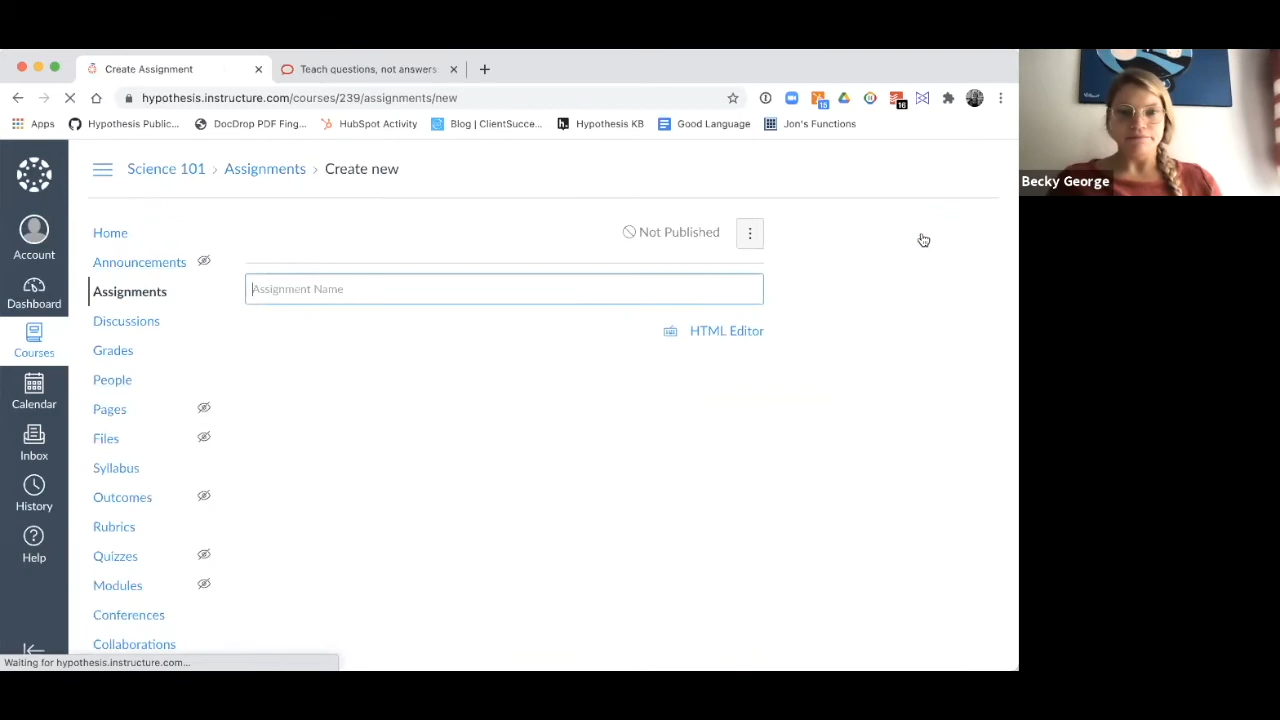 Create Assignment
Teach questions, not answers
hypothesis.instructure.com/courses/239/assignments/new
15
16
Apps
Hypothesis Public...
DocDrop PDF Fing...
HubSpot Activity
Blog | ClientSucce...
Hypothesis KB
Good Language
Jon's Functions
Becky George
Science 101 > Assignments > Create new
Account
Dashboard
Courses
Calendar
Inbox
History
Help
Home
Announcements
Assignments
Discussions
Grades
People
Pages
Files
Syllabus
Outcomes
Rubrics
Quizzes
Modules
Conferences
Collaborations
Not Published
Assignment Name
HTML Editor
Waiting for hypothesis.instructure.com...